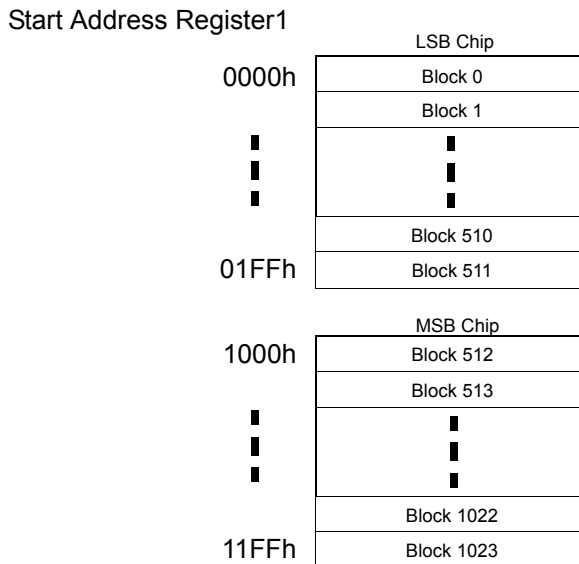 Start Address Register1
LSB Chip
0000h
Block 0
Block 1
Block 510
01FFh
Block 511
MSB Chip
1000h
Block 512
Block 513
Block 1022
11FFh
Block 1023